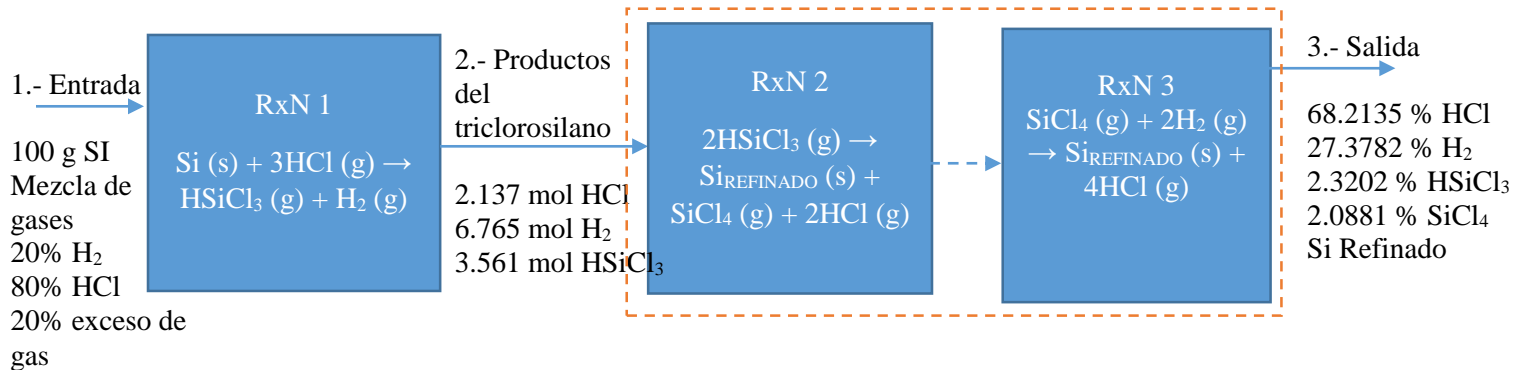 1.- Entrada
100 g SI
Mezcla de
gases
20% H₂
80% HCl
20% exceso de
gas
RxN 1
Si (s) + 3HCl (g) →
HSiCl₃ (g) + H₂ (g)
2.- Productos
del
triclorosilano
2.137 mol HCl
6.765 mol H₂
3.561 mol HSiCl₃
RxN 2
2HSiCl₃ (g) →
Si_REFINADO (s) +
SiCl₄ (g) + 2HCl (g)
RxN 3
SiCl₄ (g) + 2H₂ (g)
→ Si_REFINADO (s) +
4HCl (g)
3.- Salida
68.2135 % HCl
27.3782 % H₂
2.3202 % HSiCl₃
2.0881 % SiCl₄
Si Refinado